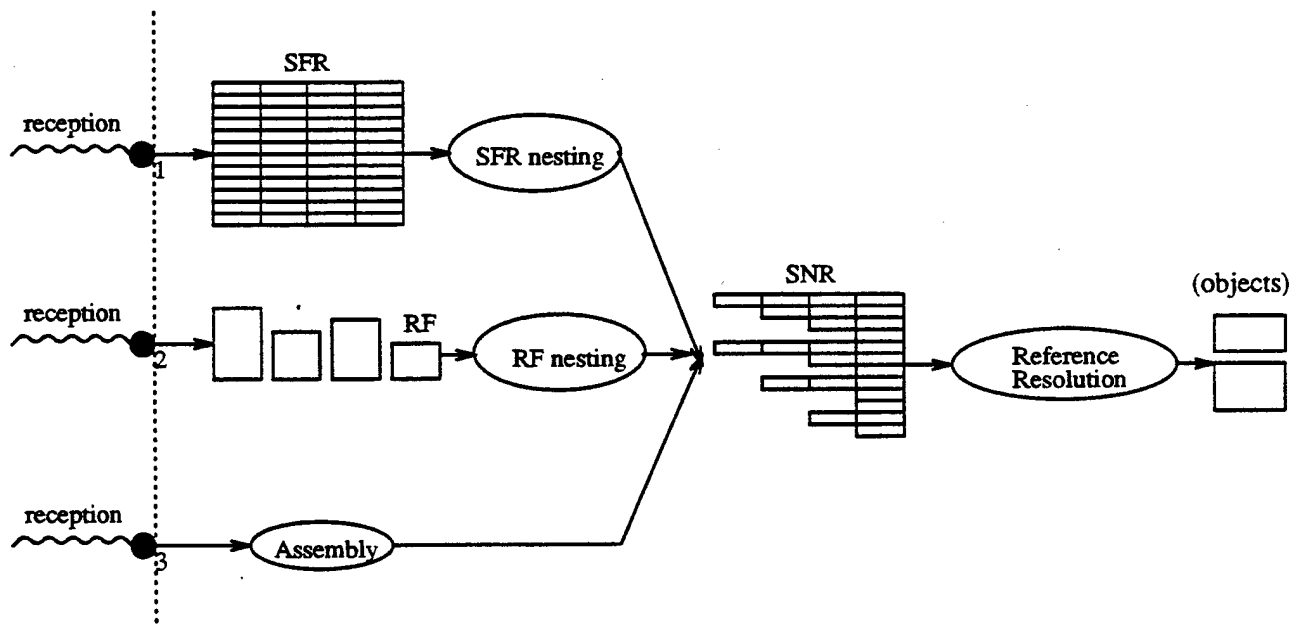 SFR
reception
1
SFR nesting
SNR
(objects)
reception
2
RF
RF nesting
Reference
Resolution
reception
3
Assembly